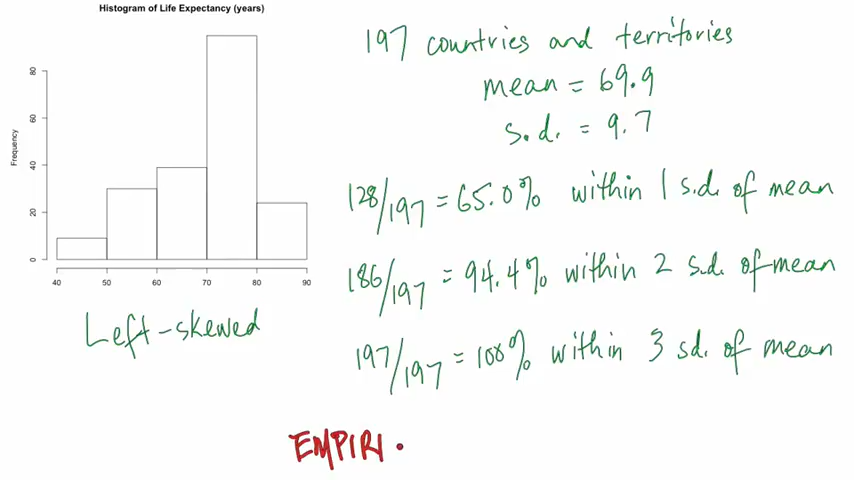 Histogram of Life Expectancy (years)
Frequency
0 20 40 60 80
40 50 60 70 80 90
Left-skewed
197 countries and territories
mean = 69.9
s.d. = 9.7
128/197 = 65.0% within 1 s.d. of mean
186/197 = 94.4% within 2 s.d. of mean
197/197 = 100% within 3 sd. of mean
EMPIRI